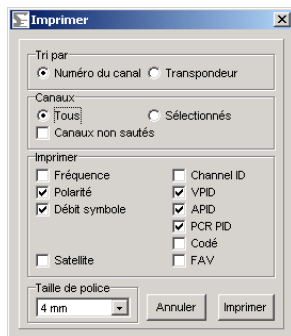 Imprimer
Tri par
Numéro du canal Transpondeur
Canaux
Tous Sélectionnés
Canaux non sautés
Imprimer
Fréquence Channel ID
Polarité VPID
Débit symbole APID
PCR PID
Codé
Satellite FAV
Taille de police
4 mm Annuler Imprimer